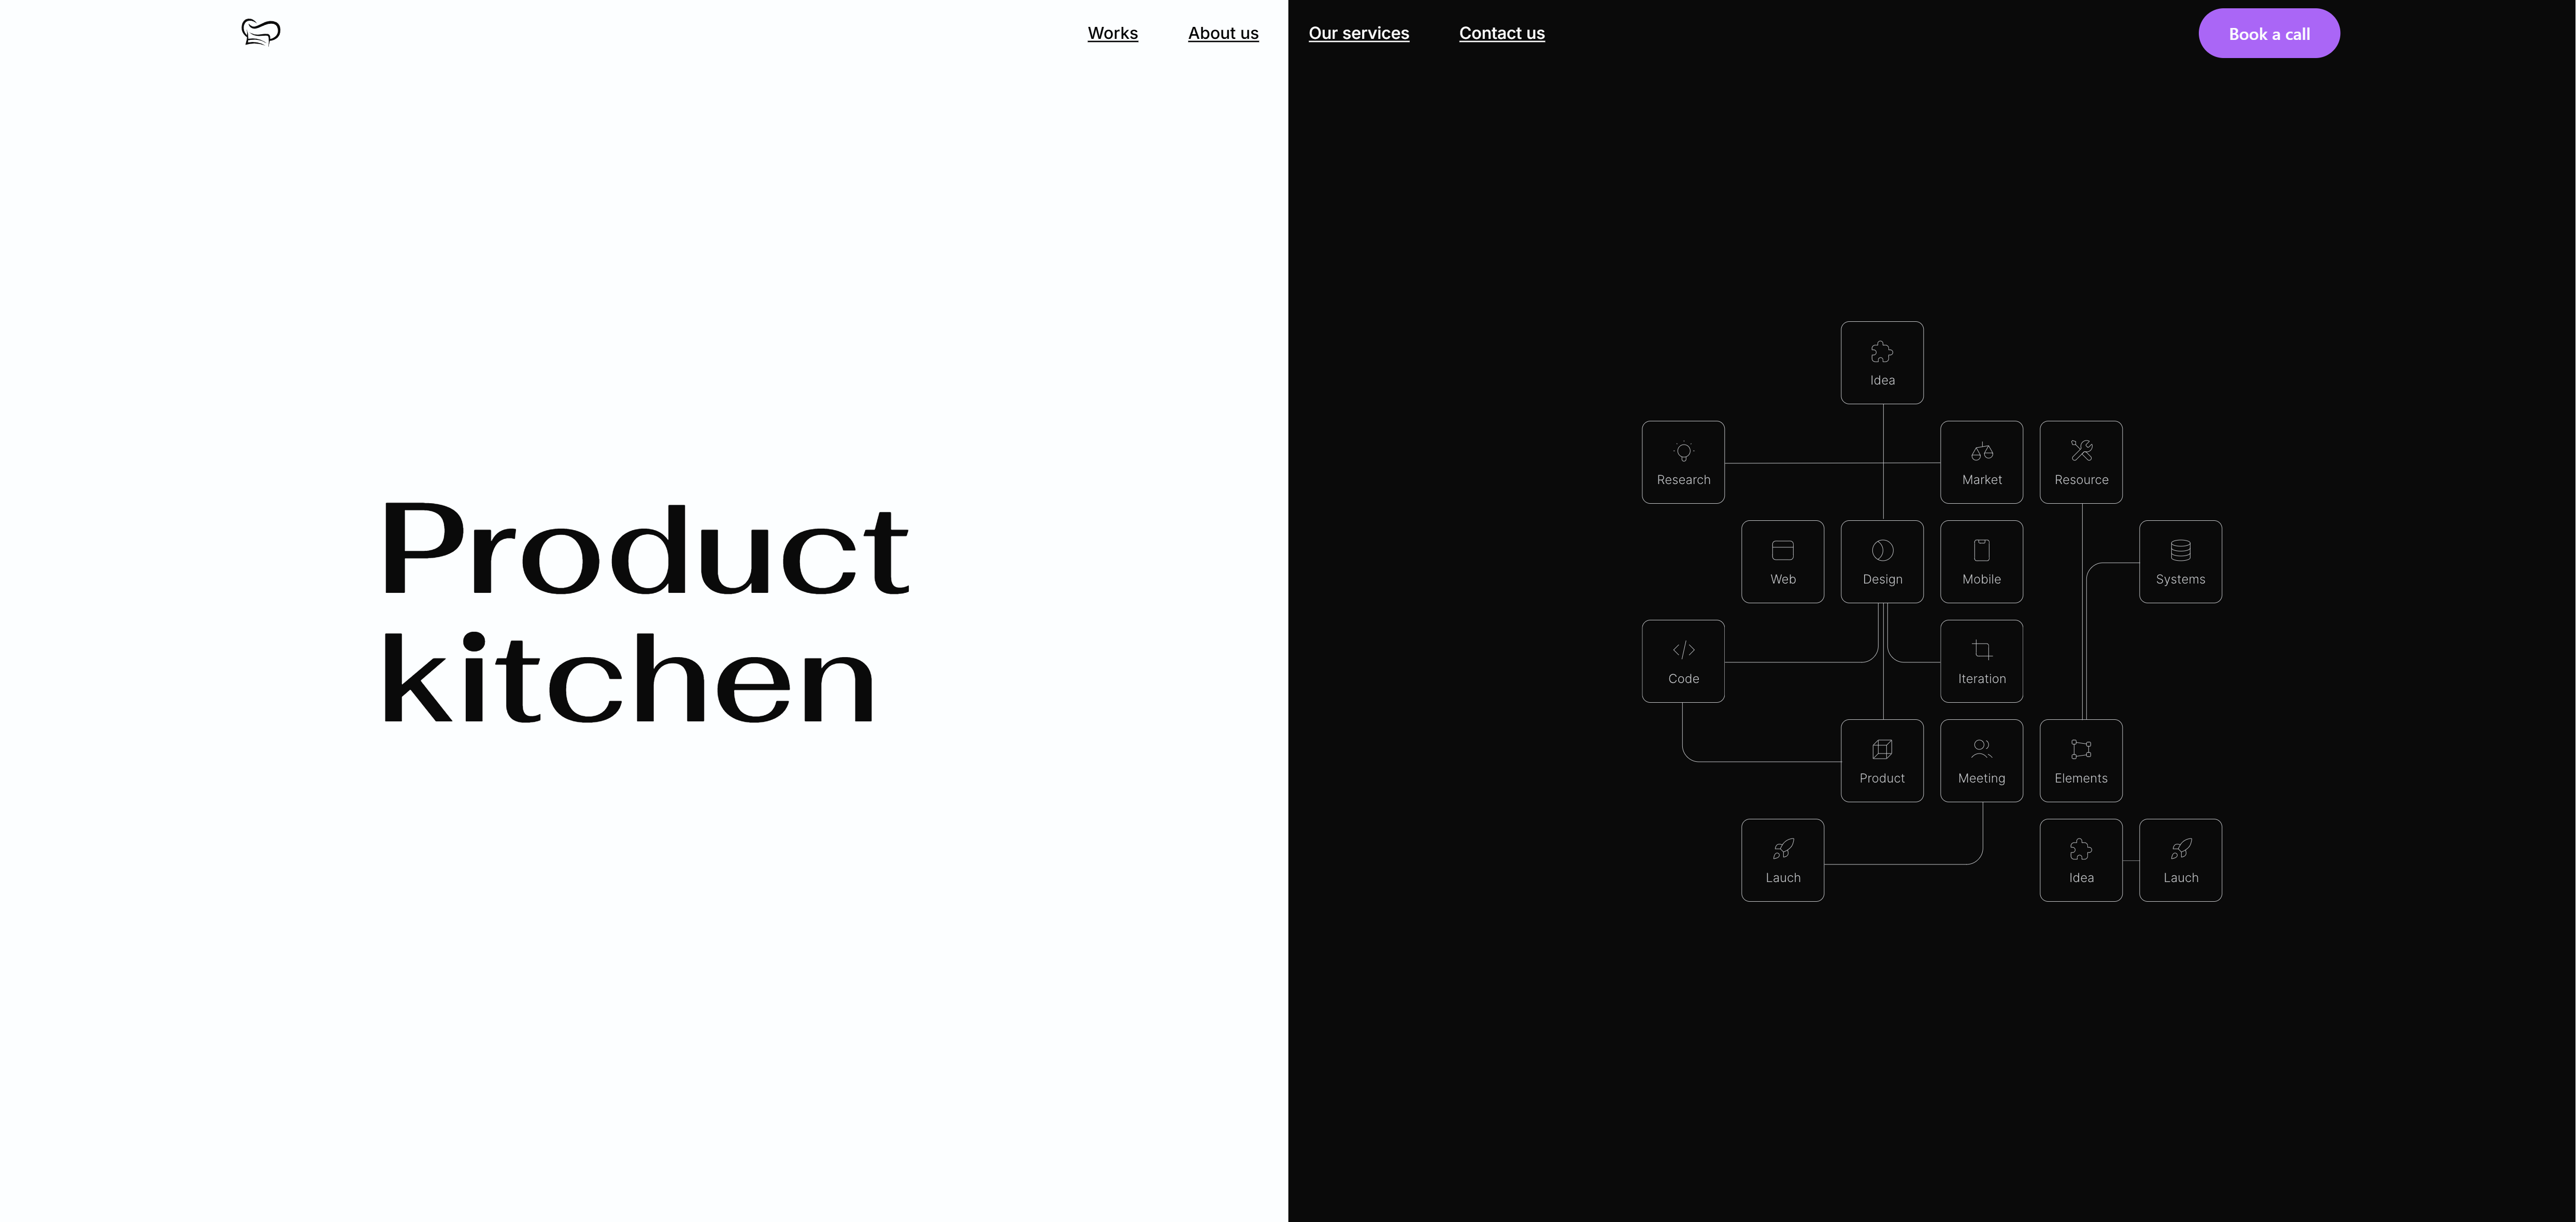 Works About us Our services Contact us Book a call
Product
kitchen
Idea
Research Market Resource
Web Design Mobile Systems
Code Iteration
Product Meeting Elements
Lauch Idea Lauch